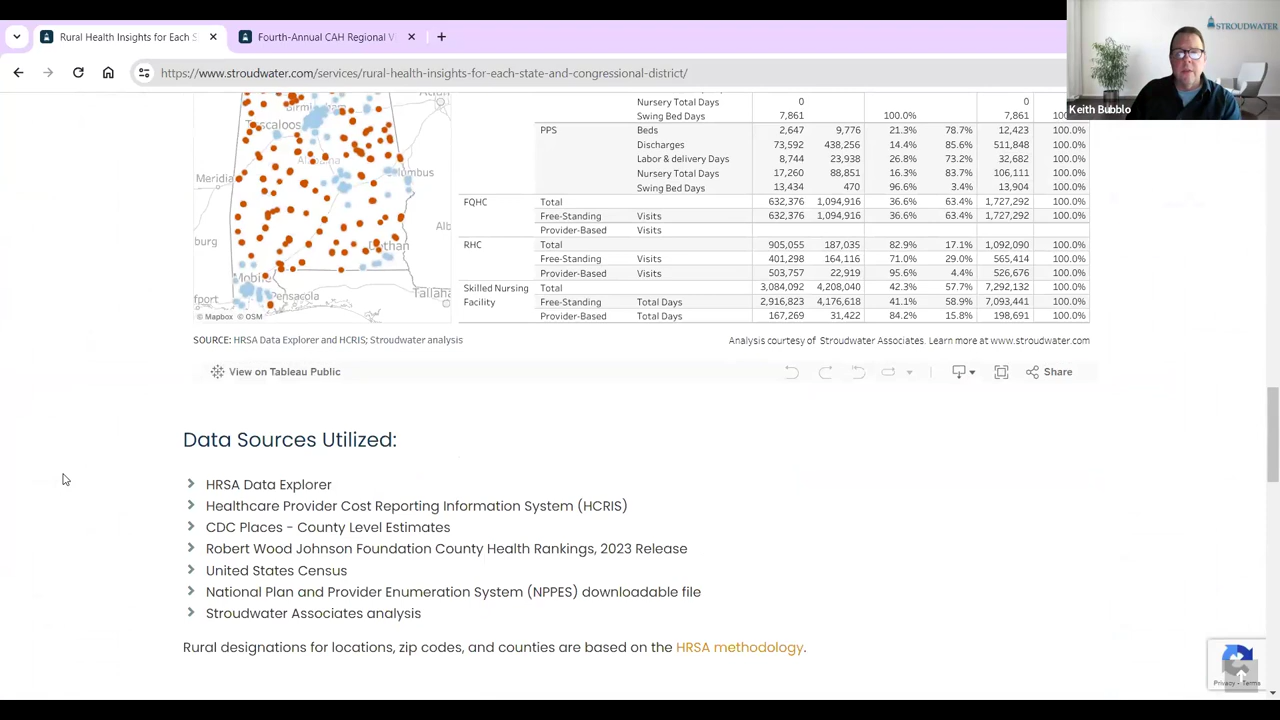 Rural Health Insights for Each S
Fourth-Annual CAH Regional V
https://www.stroudwater.com/services/rural-health-insights-for-each-state-and-congressional-district/
STROUDWATER
Keith Bubblo
Birmingham
Tuscaloos
Alabama
Meridi
lumbus
burg
Alb
Dothan
Mobile
fport
Pensacola
Tallaha
© Mapbox © OSM
Nursery Total Days 0 0
Swing Bed Days 7,861 100.0% 7,861
PPS Beds 2,647 9,776 21.3% 78.7% 12,423 100.0%
Discharges 73,592 438,256 14.4% 85.6% 511,848 100.0%
Labor & delivery Days 8,744 23,938 26.8% 73.2% 32,682 100.0%
Nursery Total Days 17,260 88,851 16.3% 83.7% 106,111 100.0%
Swing Bed Days 13,434 470 96.6% 3.4% 13,904 100.0%
FQHC Total 632,376 1,094,916 36.6% 63.4% 1,727,292 100.0%
Free-Standing Visits 632,376 1,094,916 36.6% 63.4% 1,727,292 100.0%
Provider-Based Visits
RHC Total 905,055 187,035 82.9% 17.1% 1,092,090 100.0%
Free-Standing Visits 401,298 164,116 71.0% 29.0% 565,414 100.0%
Provider-Based Visits 503,757 22,919 95.6% 4.4% 526,676 100.0%
Skilled Nursing Total 3,084,092 4,208,040 42.3% 57.7% 7,292,132 100.0%
Facility Free-Standing Total Days 2,916,823 4,176,618 41.1% 58.9% 7,093,441 100.0%
Provider-Based Total Days 167,269 31,422 84.2% 15.8% 198,691 100.0%
SOURCE: HRSA Data Explorer and HCRIS; Stroudwater analysis
Analysis courtesy of Stroudwater Associates. Learn more at www.stroudwater.com
View on Tableau Public
Share
Data Sources Utilized:
HRSA Data Explorer
Healthcare Provider Cost Reporting Information System (HCRIS)
CDC Places - County Level Estimates
Robert Wood Johnson Foundation County Health Rankings, 2023 Release
United States Census
National Plan and Provider Enumeration System (NPPES) downloadable file
Stroudwater Associates analysis
Rural designations for locations, zip codes, and counties are based on the HRSA methodology.
Privacy - Terms